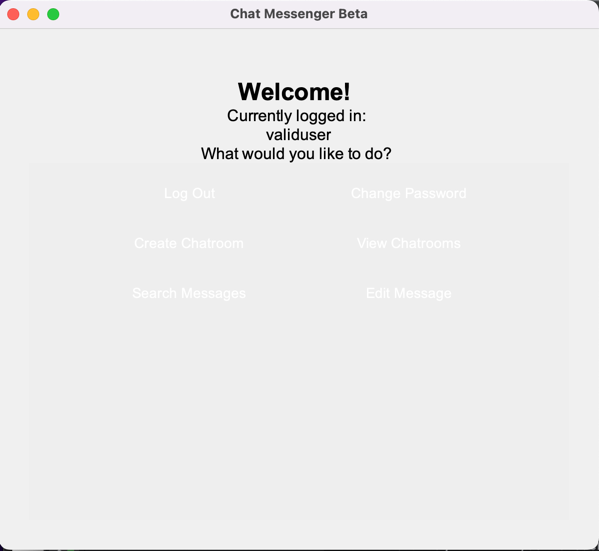 Chat Messenger Beta
Welcome!
Currently logged in:
validuser
What would you like to do?
Log Out Change Password
Create Chatroom View Chatrooms
Search Messages Edit Message